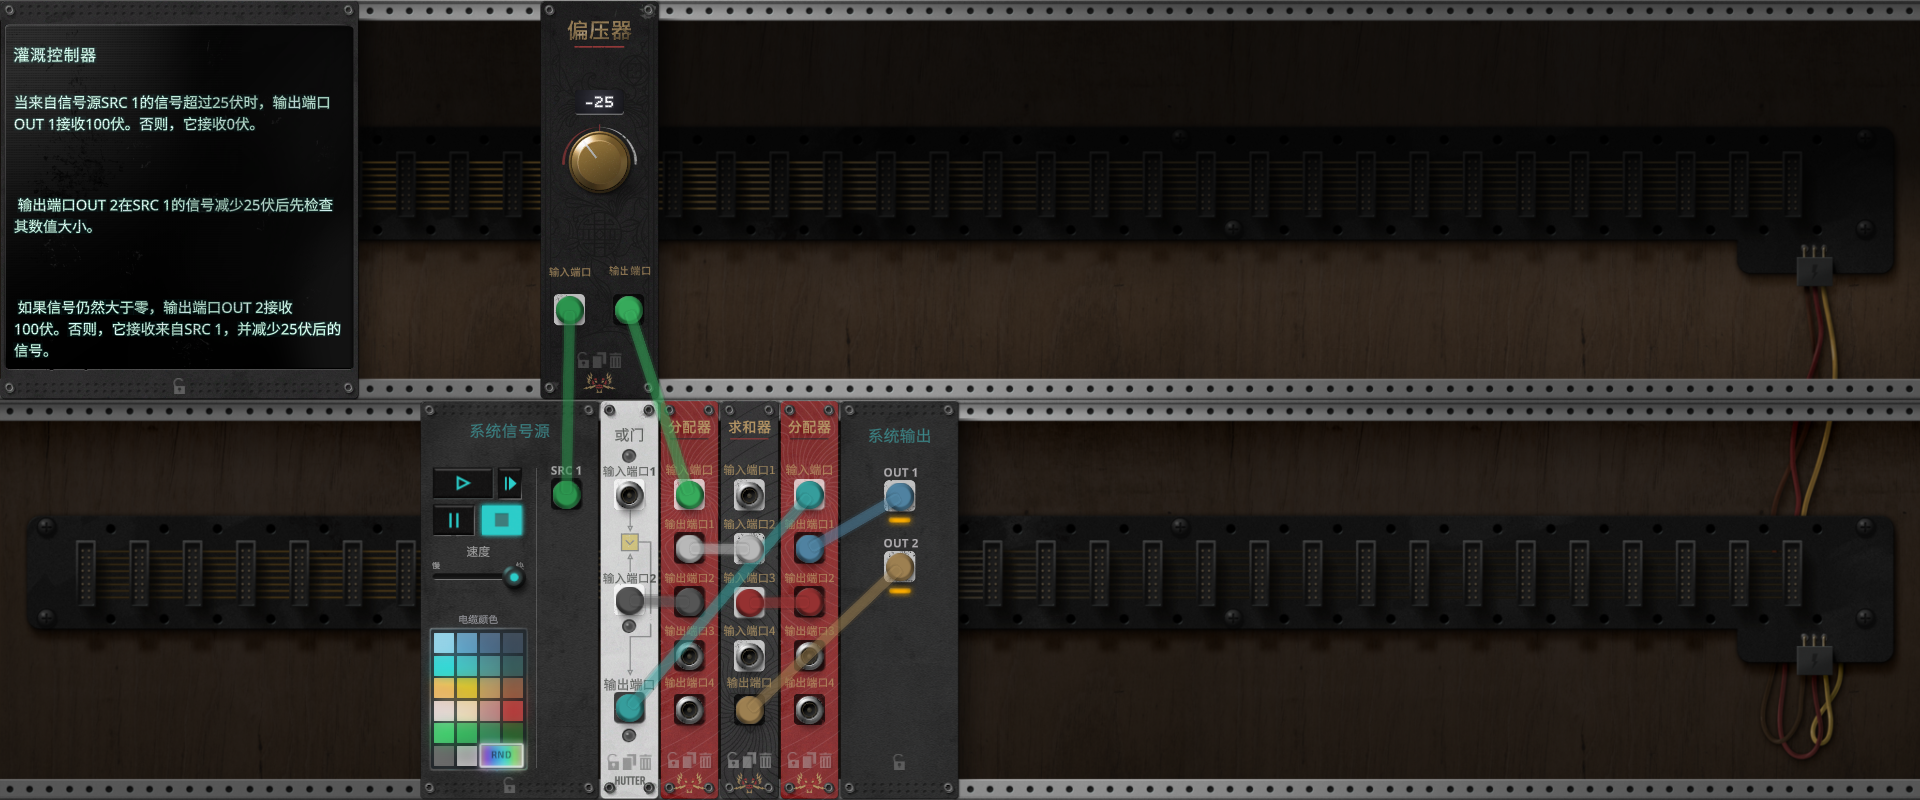 灌溉控制器
当来自信号源SRC 1的信号超过25伏时，输出端口
OUT 1接收100伏。否则，它接收0伏。
输出端口OUT 2在SRC 1的信号减少25伏后先检查
其数值大小。
如果信号仍然大于零，输出端口OUT 2接收
100伏。否则，它接收来自SRC 1，并减少25伏后的
信号。
偏压器
-25
输入端口
输出端口
系统信号源
SRC 1
速度
慢
电缆颜色
RND
或门
输入端口1
输入端口2
输出端口
HUTTER
分配器
输入端口
输出端口1
输出端口2
输出端口3
输出端口4
求和器
输入端口1
输入端口2
输入端口3
输入端口4
输出端口
分配器
输入端口
输出端口1
输出端口2
输出端口3
输出端口4
系统输出
OUT 1
OUT 2